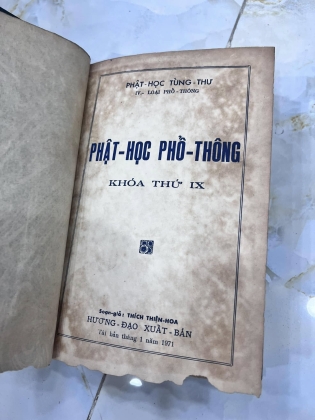 PHẬT-HỌC TÙNG-THƯ
IV.- LOẠI PHỔ-THÔNG
PHẬT-HỌC PHỔ-THÔNG
KHÓA THỨ IX
Soạn-giả: THÍCH THIỆN-HOA
HƯƠNG-ĐẠO XUẤT-BẢN
Tái bản tháng 1 năm 1971